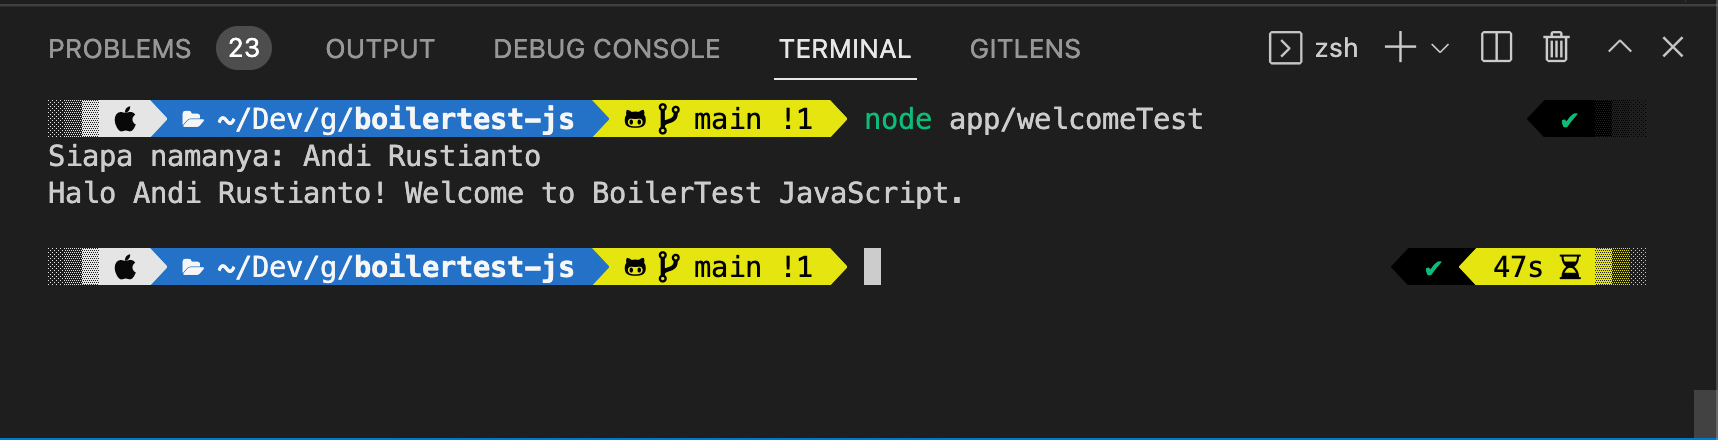 PROBLEMS 23 OUTPUT DEBUG CONSOLE TERMINAL GITLENS zsh
~/Dev/g/boilertest-js main !1 node app/welcomeTest ✔
Siapa namanya: Andi Rustianto
Halo Andi Rustianto! Welcome to BoilerTest JavaScript.
~/Dev/g/boilertest-js main !1 ✔ 47s